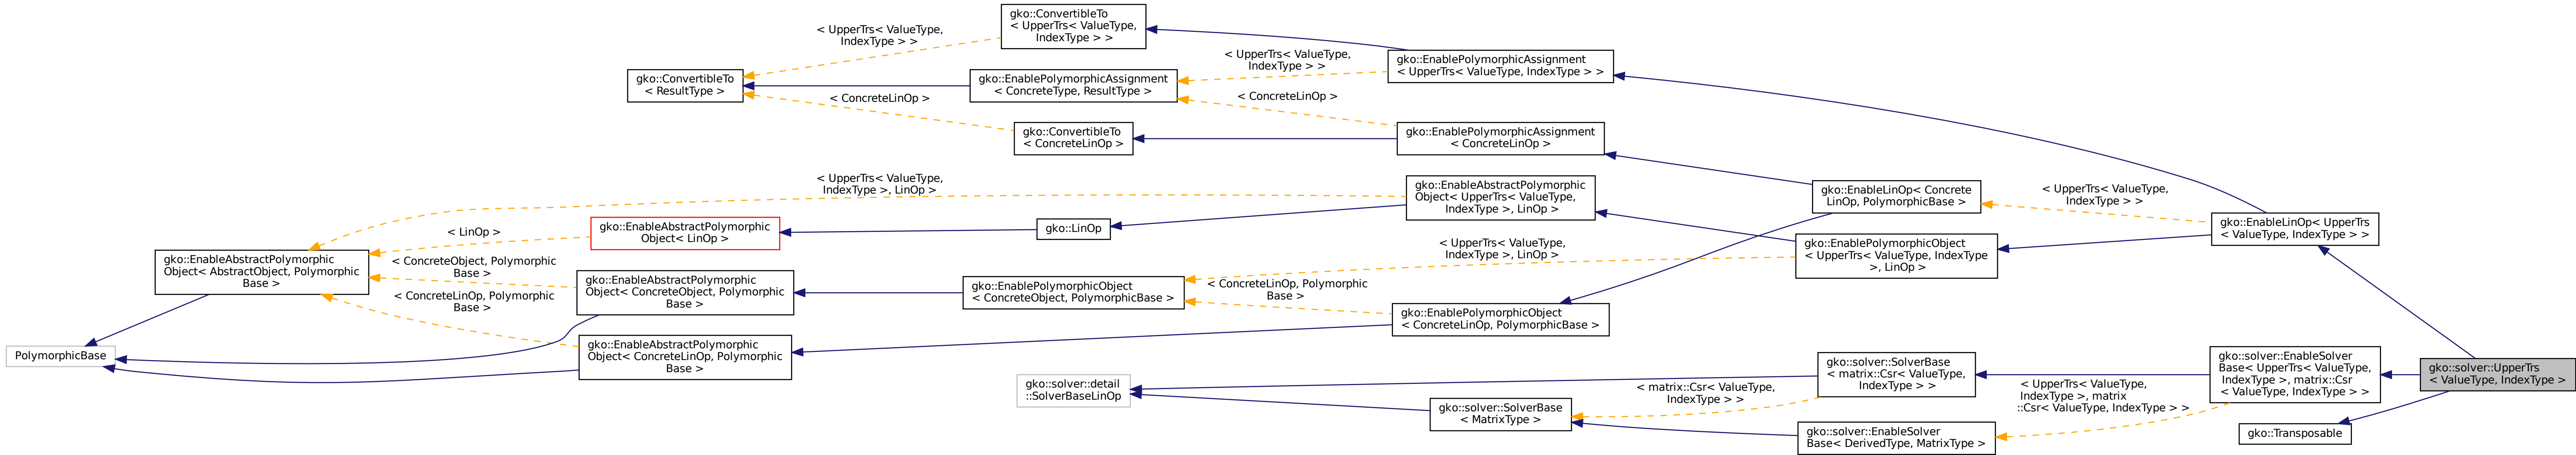 gko::ConvertibleTo
< UpperTrs< ValueType,
IndexType > >
< UpperTrs< ValueType,
IndexType > >
gko::ConvertibleTo
< ResultType >
gko::EnablePolymorphicAssignment
< ConcreteType, ResultType >
< UpperTrs< ValueType,
IndexType > >
gko::EnablePolymorphicAssignment
< UpperTrs< ValueType, IndexType > >
< ConcreteLinOp >
< ConcreteLinOp >
gko::ConvertibleTo
< ConcreteLinOp >
gko::EnablePolymorphicAssignment
< ConcreteLinOp >
< UpperTrs< ValueType,
IndexType >, LinOp >
gko::EnableAbstractPolymorphic
Object< UpperTrs< ValueType,
IndexType >, LinOp >
gko::EnableLinOp< Concrete
LinOp, PolymorphicBase >
< UpperTrs< ValueType,
IndexType > >
gko::EnableLinOp< UpperTrs
< ValueType, IndexType > >
< LinOp >
gko::EnableAbstractPolymorphic
Object< LinOp >
gko::LinOp
gko::EnableAbstractPolymorphic
Object< AbstractObject, Polymorphic
Base >
< ConcreteObject, Polymorphic
Base >
gko::EnableAbstractPolymorphic
Object< ConcreteObject, Polymorphic
Base >
gko::EnablePolymorphicObject
< ConcreteObject, PolymorphicBase >
< UpperTrs< ValueType,
IndexType >, LinOp >
gko::EnablePolymorphicObject
< UpperTrs< ValueType, IndexType
>, LinOp >
< ConcreteLinOp, Polymorphic
Base >
< ConcreteLinOp, Polymorphic
Base >
gko::EnablePolymorphicObject
< ConcreteLinOp, PolymorphicBase >
PolymorphicBase
gko::EnableAbstractPolymorphic
Object< ConcreteLinOp, Polymorphic
Base >
gko::solver::detail
::SolverBaseLinOp
gko::solver::SolverBase
< matrix::Csr< ValueType,
IndexType > >
gko::solver::EnableSolver
Base< UpperTrs< ValueType,
IndexType >, matrix::Csr
< ValueType, IndexType > >
gko::solver::UpperTrs
< ValueType, IndexType >
< matrix::Csr< ValueType,
IndexType > >
< UpperTrs< ValueType,
IndexType >, matrix
::Csr< ValueType, IndexType > >
gko::solver::SolverBase
< MatrixType >
gko::solver::EnableSolver
Base< DerivedType, MatrixType >
gko::Transposable